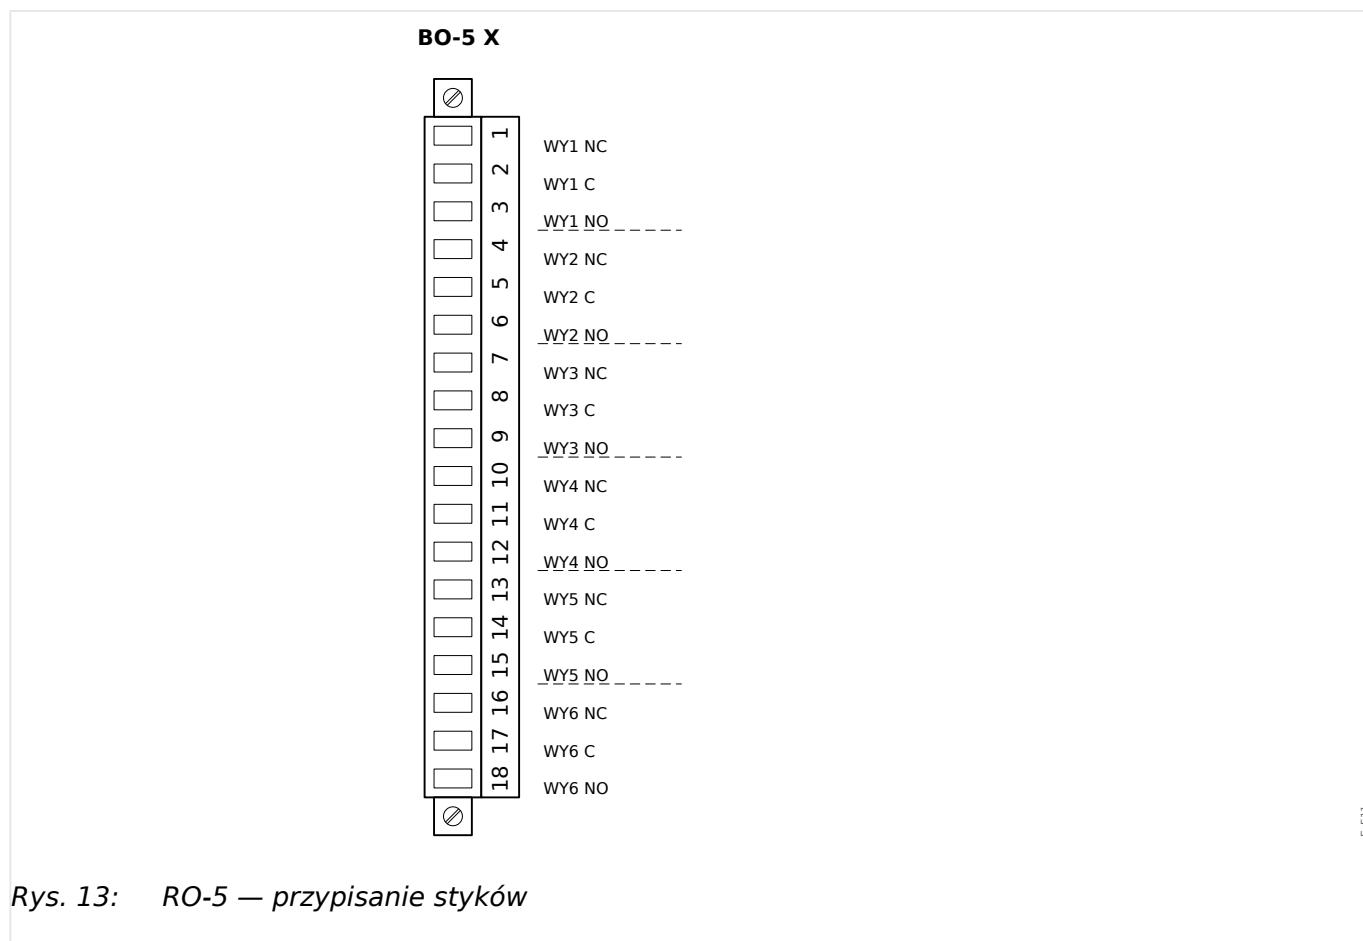 BO-5 X
1 WY1 NC
2 WY1 C
3 WY1 NO
4 WY2 NC
5 WY2 C
6 WY2 NO
7 WY3 NC
8 WY3 C
9 WY3 NO
10 WY4 NC
11 WY4 C
12 WY4 NO
13 WY5 NC
14 WY5 C
15 WY5 NO
16 WY6 NC
17 WY6 C
18 WY6 NO
Rys. 13: RO-5 — przypisanie styków